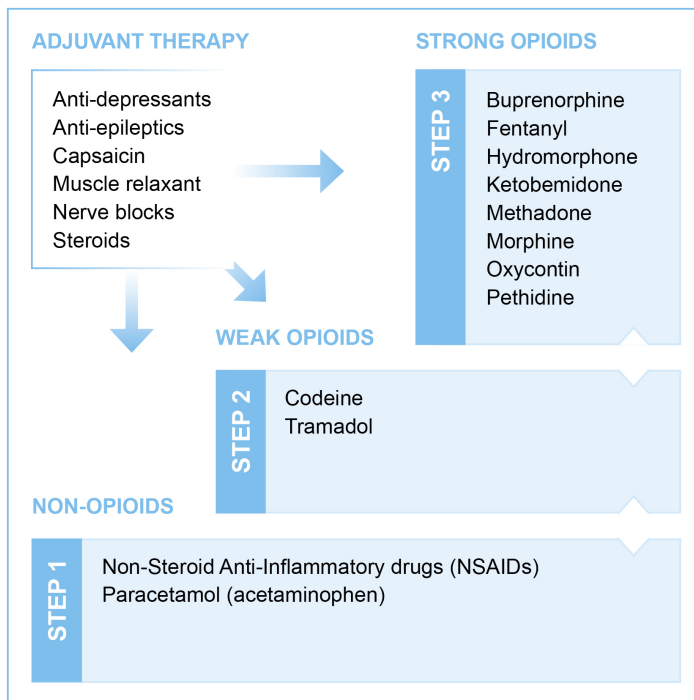 ADJUVANT THERAPY
Anti-depressants
Anti-epileptics
Capsaicin
Muscle relaxant
Nerve blocks
Steroids
STRONG OPIOIDS
STEP 3
Buprenorphine
Fentanyl
Hydromorphone
Ketobemidone
Methadone
Morphine
Oxycontin
Pethidine
WEAK OPIOIDS
STEP 2
Codeine
Tramadol
NON-OPIOIDS
STEP 1
Non-Steroid Anti-Inflammatory drugs (NSAIDs)
Paracetamol (acetaminophen)